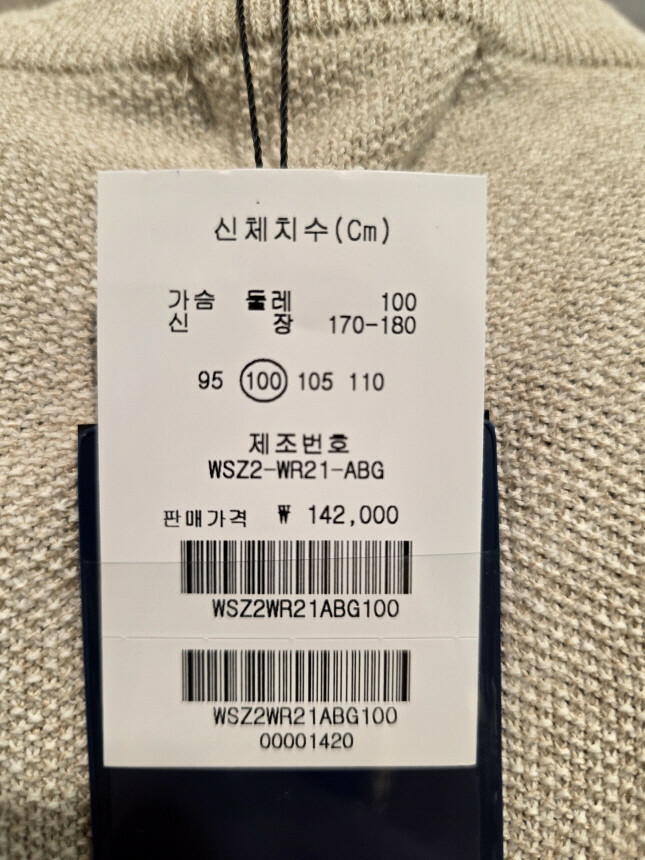 신체치수(Cm)
가슴 둘레 100
신 장 170-180
95 100 105 110
제조번호
WSZ2-WR21-ABG
판매가격 ₩ 142,000
WSZ2WR21ABG100
WSZ2WR21ABG100
00001420